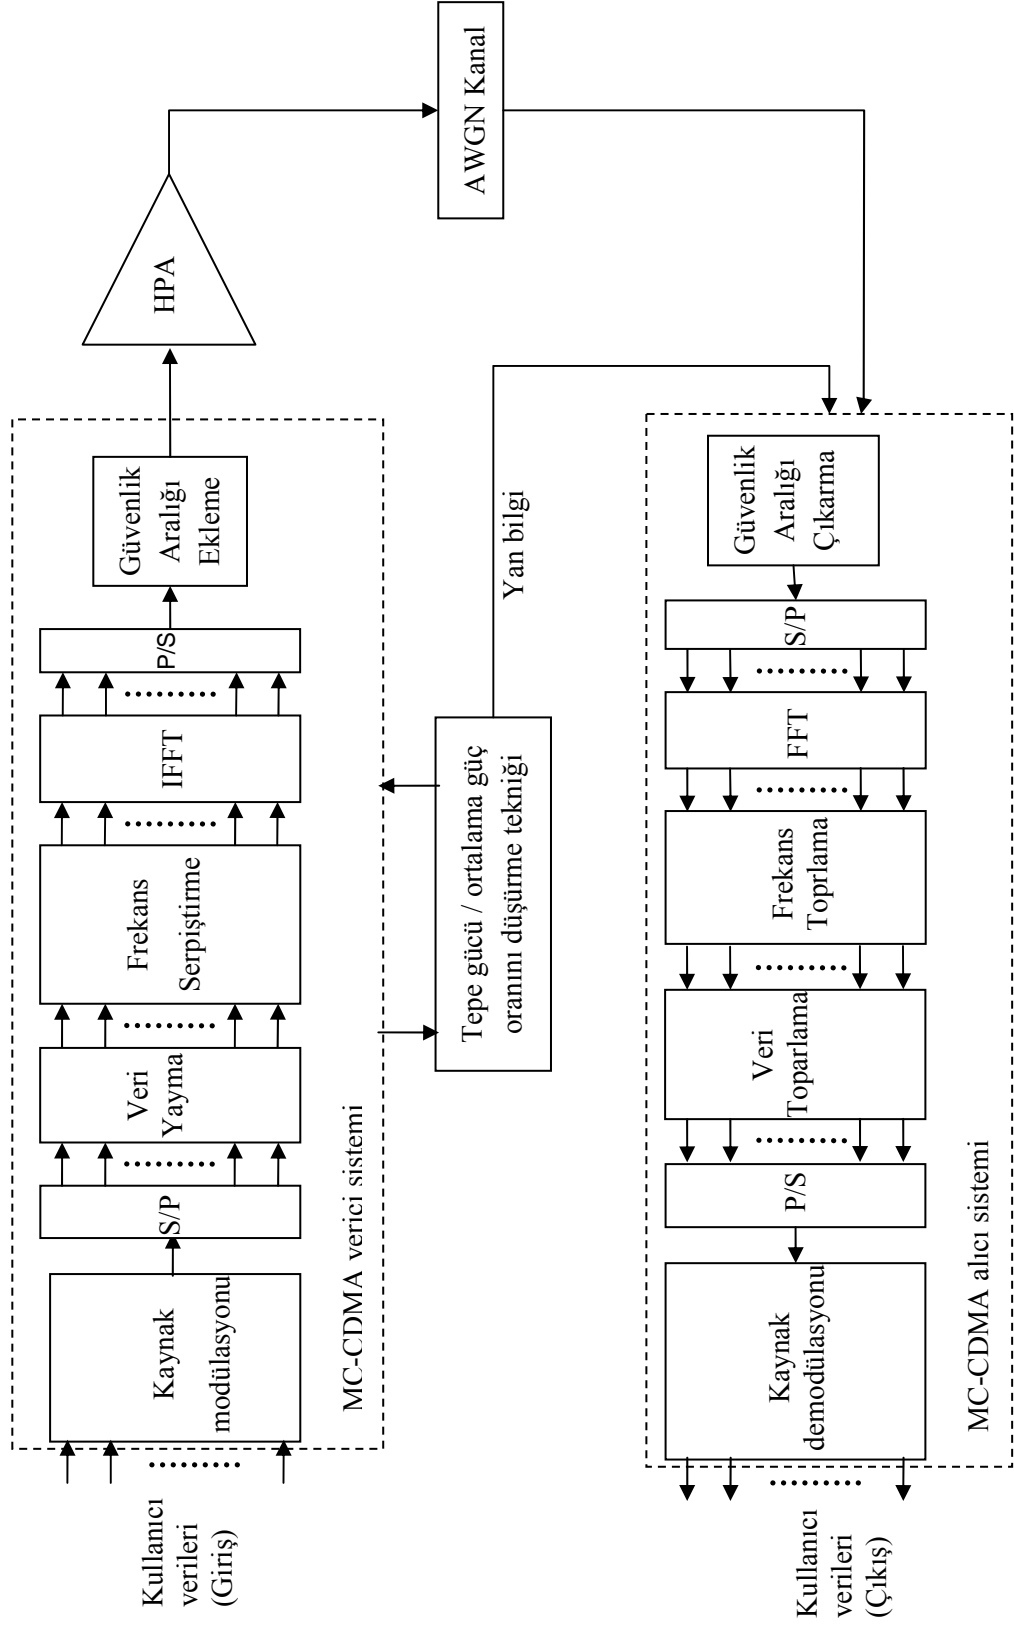 Kullanıcı
verileri
(Giriş)
Kaynak
modülasyonu
S/P
Veri
Yayma
Frekans
Serpiştirme
IFFT
P/S
Güvenlik
Aralığı
Ekleme
HPA
MC-CDMA verici sistemi
AWGN Kanal
Tepe gücü / ortalama güç
oranını düşürme tekniği
Yan bilgi
Kullanıcı
verileri
(Çıkış)
Kaynak
demodülasyonu
P/S
Veri
Toparlama
Frekans
Toprlama
FFT
S/P
Güvenlik
Aralığı
Çıkarma
MC-CDMA alıcı sistemi